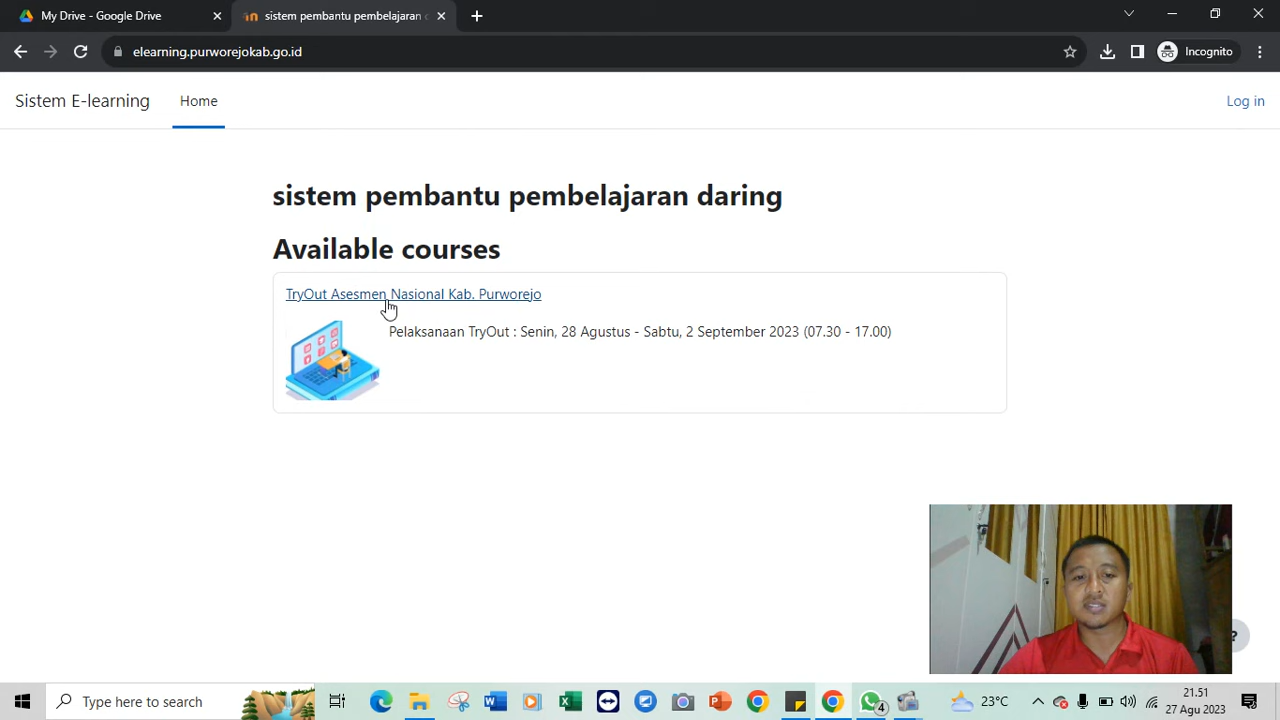 My Drive - Google Drive
sistem pembantu pembelajaran d
elearning.purworejokab.go.id
Incognito
Sistem E-learning
Home
Log in
sistem pembantu pembelajaran daring
Available courses
TryOut Asesmen Nasional Kab. Purworejo
Pelaksanaan TryOut : Senin, 28 Agustus - Sabtu, 2 September 2023 (07.30 - 17.00)
?
Type here to search
4
23°C
21.51
27 Agu 2023